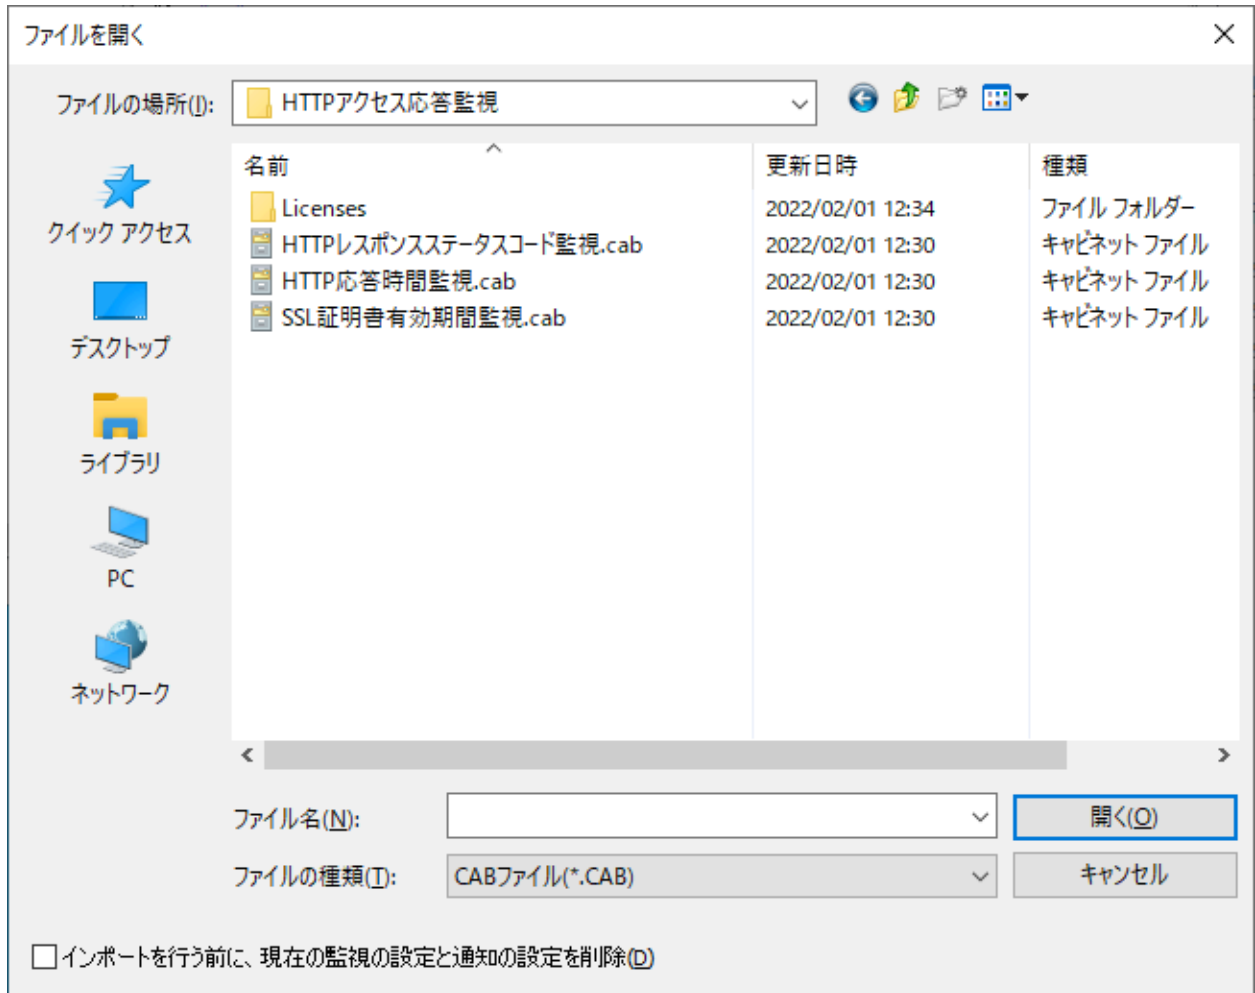 ファイルを開く
ファイルの場所(I): HTTPアクセス応答監視
名前 更新日時 種類
Licenses 2022/02/01 12:34 ファイル フォルダー
HTTPレスポンスステータスコード監視.cab 2022/02/01 12:30 キャビネット ファイル
HTTP応答時間監視.cab 2022/02/01 12:30 キャビネット ファイル
SSL証明書有効期間監視.cab 2022/02/01 12:30 キャビネット ファイル
クイック アクセス
デスクトップ
ライブラリ
PC
ネットワーク
ファイル名(N): 開く(O)
ファイルの種類(T): CABファイル(*.CAB) キャンセル
インポートを行う前に、現在の監視の設定と通知の設定を削除(D)